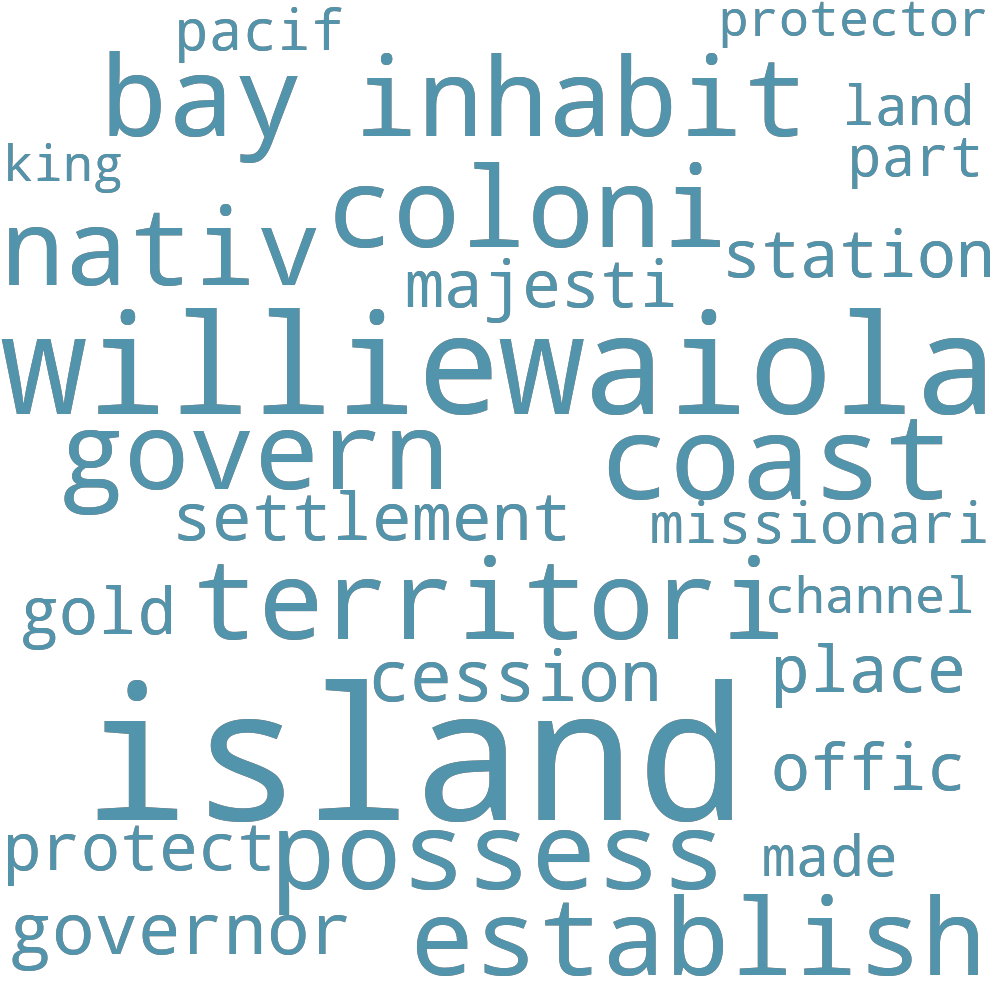 pacif
protector
bay inhabit
land
king
part
coloni
nativ
station
majesti
williewaiola
govern
coast
settlement
missionari
gold
territori
channel
cession
place
island
offic
protect
possess
made
governor
establish